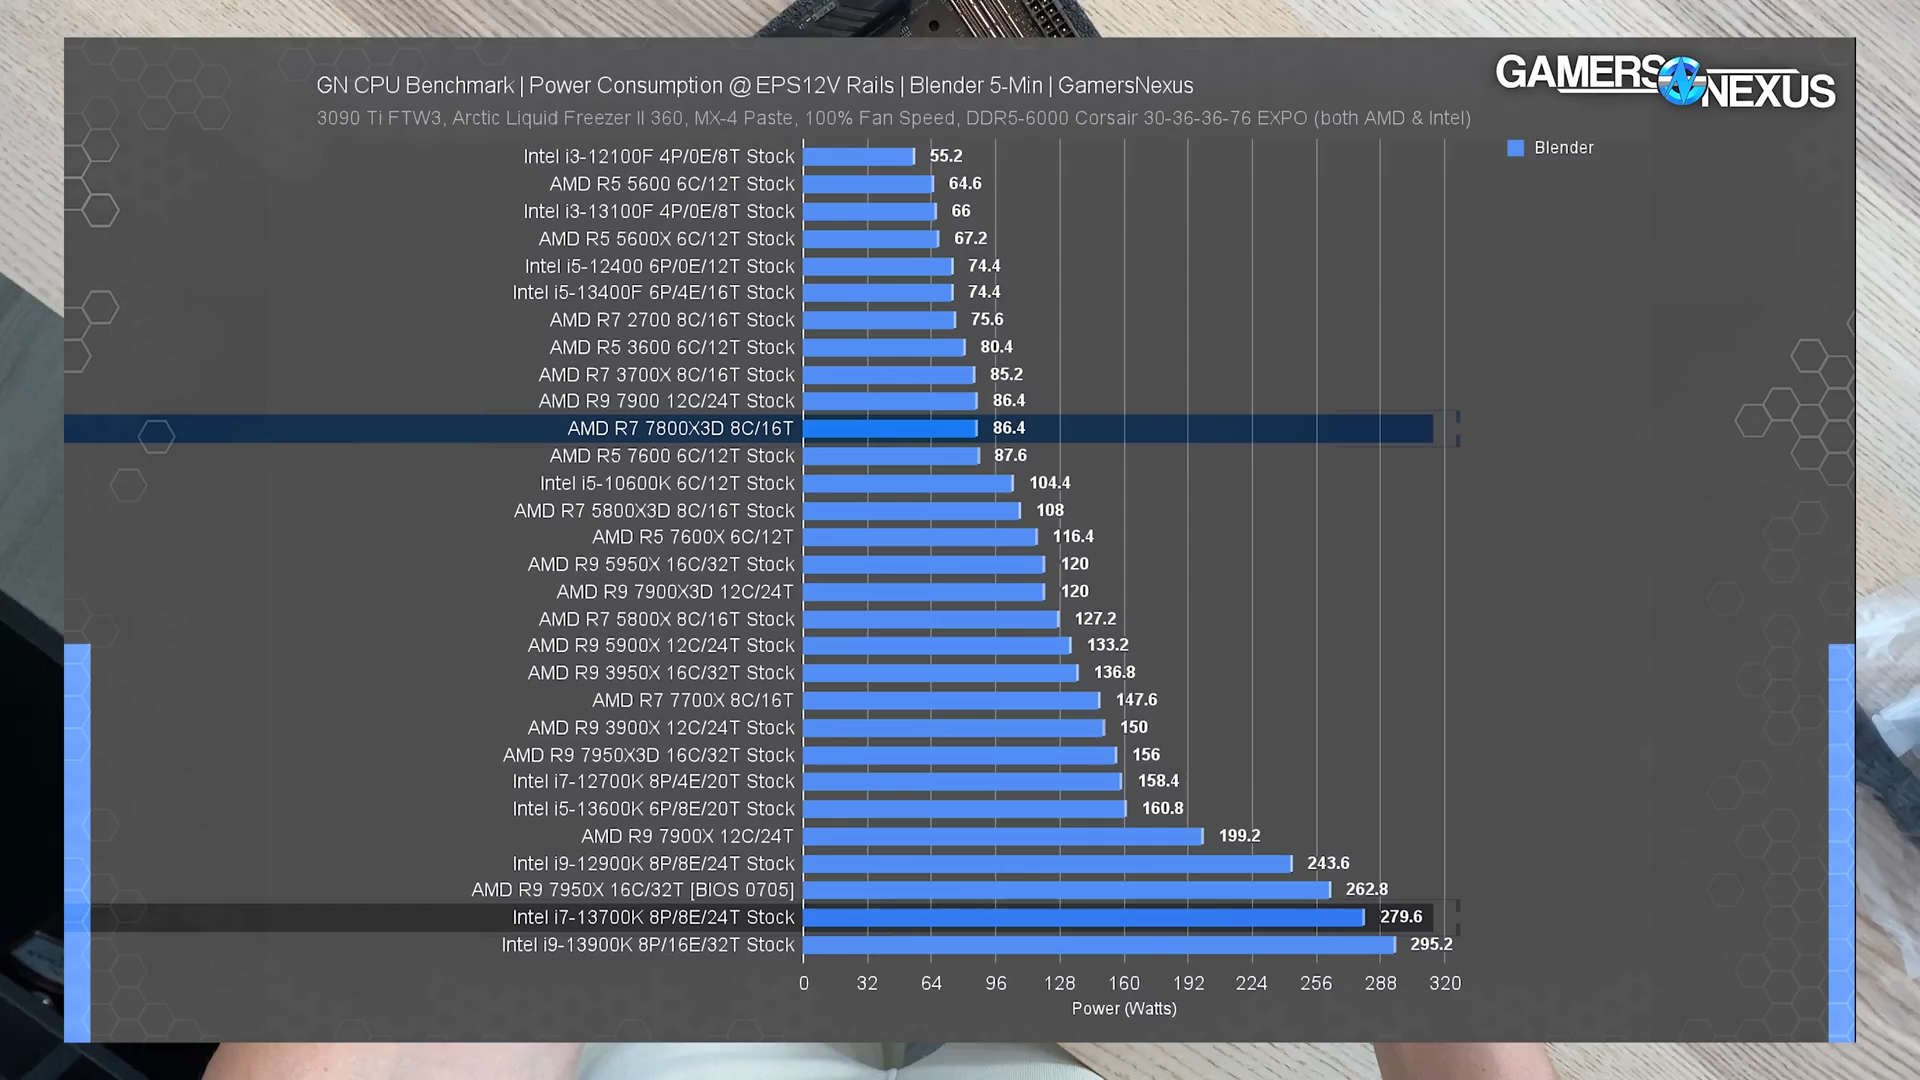 GAMERS NEXUS
GN CPU Benchmark | Power Consumption @ EPS12V Rails | Blender 5-Min | GamersNexus
3090 Ti FTW3, Arctic Liquid Freezer II 360, MX-4 Paste, 100% Fan Speed, DDR5-6000 Corsair 30-36-36-76 EXPO (both AMD & Intel)
Blender
Intel i3-12100F 4P/0E/8T Stock 55.2
AMD R5 5600 6C/12T Stock 64.6
Intel i3-13100F 4P/0E/8T Stock 66
AMD R5 5600X 6C/12T Stock 67.2
Intel i5-12400 6P/0E/12T Stock 74.4
Intel i5-13400F 6P/4E/16T Stock 74.4
AMD R7 2700 8C/16T Stock 75.6
AMD R5 3600 6C/12T Stock 80.4
AMD R7 3700X 8C/16T Stock 85.2
AMD R9 7900 12C/24T Stock 86.4
AMD R7 7800X3D 8C/16T 86.4
AMD R5 7600 6C/12T Stock 87.6
Intel i5-10600K 6C/12T Stock 104.4
AMD R7 5800X3D 8C/16T Stock 108
AMD R5 7600X 6C/12T 116.4
AMD R9 5950X 16C/32T Stock 120
AMD R9 7900X3D 12C/24T 120
AMD R7 5800X 8C/16T Stock 127.2
AMD R9 5900X 12C/24T Stock 133.2
AMD R9 3950X 16C/32T Stock 136.8
AMD R7 7700X 8C/16T 147.6
AMD R9 3900X 12C/24T Stock 150
AMD R9 7950X3D 16C/32T Stock 156
Intel i7-12700K 8P/4E/20T Stock 158.4
Intel i5-13600K 6P/8E/20T Stock 160.8
AMD R9 7900X 12C/24T 199.2
Intel i9-12900K 8P/8E/24T Stock 243.6
AMD R9 7950X 16C/32T [BIOS 0705] 262.8
Intel i7-13700K 8P/8E/24T Stock 279.6
Intel i9-13900K 8P/16E/32T Stock 295.2
0 32 64 96 128 160 192 224 256 288 320
Power (Watts)